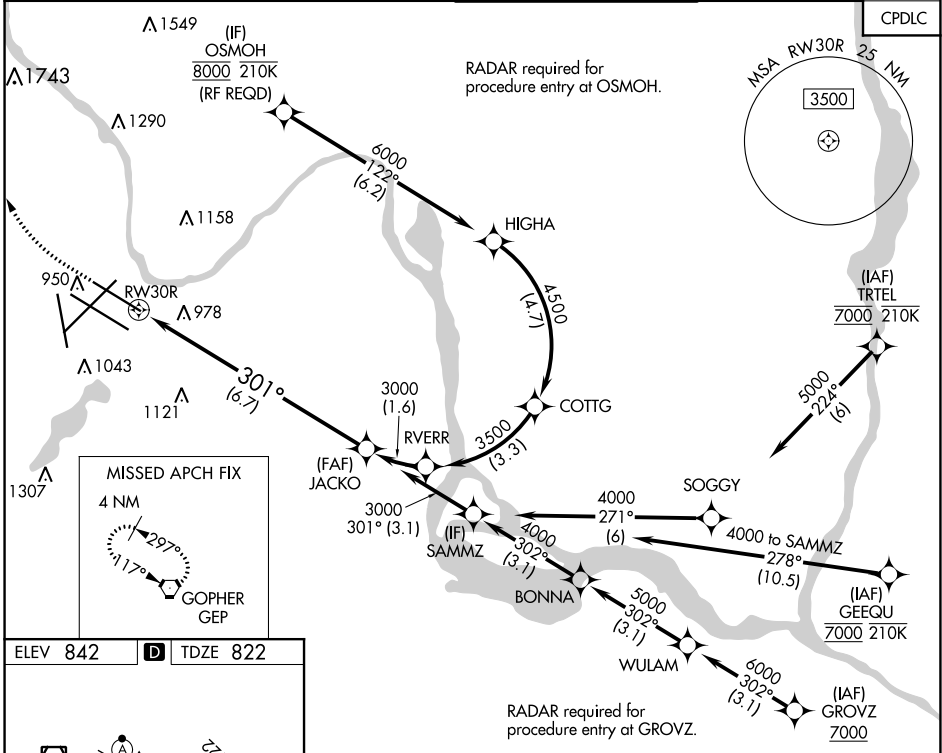 CPDLC
1549
(IF)
OSMOH
8000 210K
(RF REQD)
1743
RADAR required for
procedure entry at OSMOH.
MSA RW30R 25 NM
3500
1290
6000
122°
(6.2)
1158
HIGHA
4500
(4.7)
(IAF)
TRTEL
7000 210K
950
RW30R
978
5000
224°
(6)
1043
301°
(6.7)
3000
(1.6)
COTTG
1121
RVERR
3500
(3.3)
(FAF)
JACKO
1307
MISSED APCH FIX
4 NM
297°
117°
GOPHER
GEP
3000
301° (3.1)
(IF)
SAMMZ
SOGGY
4000
271°
(6)
4000 to SAMMZ
278°
(10.5)
4000
302°
(3.1)
BONNA
(IAF)
GEEQU
7000 210K
5000
302°
(3.1)
WULAM
6000
302°
(3.1)
(IAF)
GROVZ
7000
RADAR required for
procedure entry at GROVZ.
ELEV 842 D TDZE 822
A
22